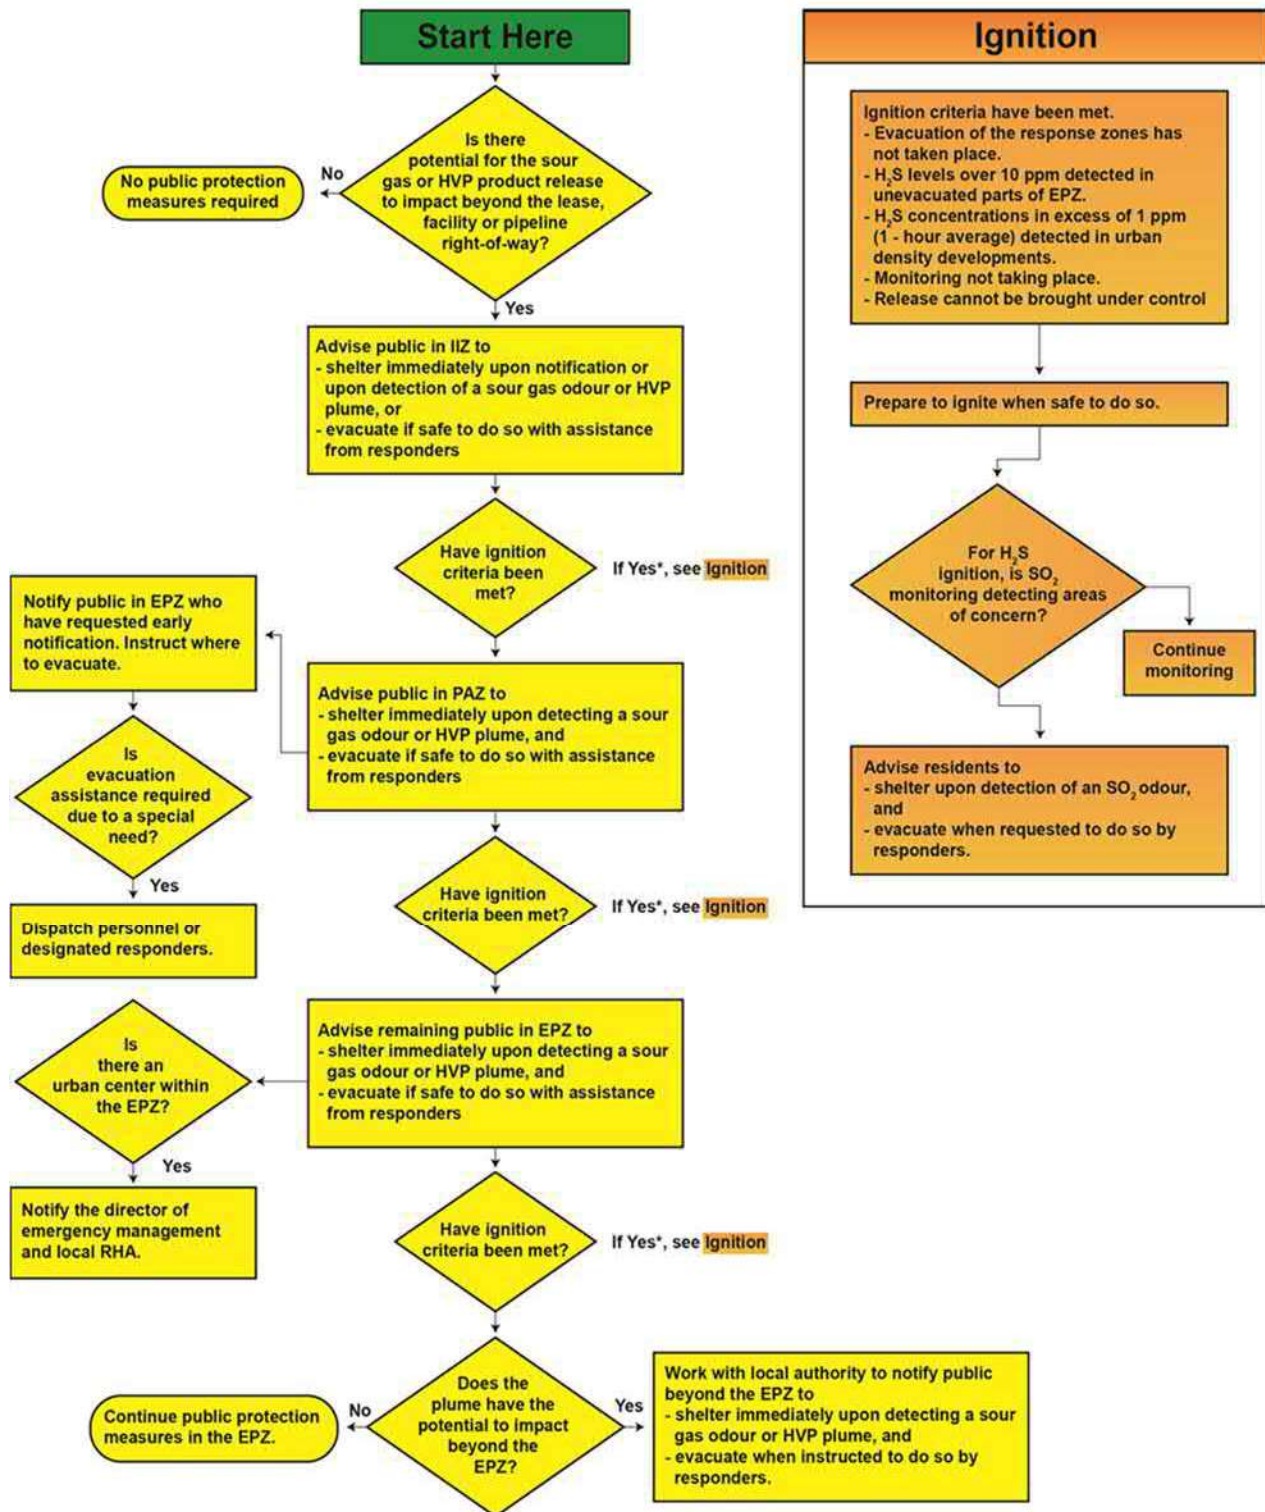 Start Here
Is there
potential for the sour
gas or HVP product release
to impact beyond the lease,
facility or pipeline
right-of-way?
No
No public protection
measures required
Yes
Advise public in IIZ to
- shelter immediately upon notification or
upon detection of a sour gas odour or HVP
plume, or
- evacuate if safe to do so with assistance
from responders
Have ignition
criteria been
met?
If Yes*, see Ignition
Advise public in PAZ to
- shelter immediately upon detecting a sour
gas odour or HVP plume, and
- evacuate if safe to do so with assistance
from responders
Notify public in EPZ who
have requested early
notification. Instruct where
to evacuate.
Is
evacuation
assistance required
due to a special
need?
Yes
Dispatch personnel or
designated responders.
Have ignition
criteria been met?
If Yes*, see Ignition
Advise remaining public in EPZ to
- shelter immediately upon detecting a sour
gas odour or HVP plume, and
- evacuate if safe to do so with assistance
from responders
Is
there an
urban center within
the EPZ?
Yes
Notify the director of
emergency management
and local RHA.
Have ignition
criteria been met?
If Yes*, see Ignition
Does the
plume have the
potential to impact
beyond the
EPZ?
No
Continue public protection
measures in the EPZ.
Yes
Work with local authority to notify public
beyond the EPZ to
- shelter immediately upon detecting a sour
gas odour or HVP plume, and
- evacuate when instructed to do so by
responders.
Ignition
Ignition criteria have been met.
- Evacuation of the response zones has
not taken place.
- H₂S levels over 10 ppm detected in
unevacuated parts of EPZ.
- H₂S concentrations in excess of 1 ppm
(1 - hour average) detected in urban
density developments.
- Monitoring not taking place.
- Release cannot be brought under control
Prepare to ignite when safe to do so.
For H₂S
ignition, is SO₂
monitoring detecting areas
of concern?
Continue
monitoring
Advise residents to
- shelter upon detection of an SO₂ odour,
and
- evacuate when requested to do so by
responders.